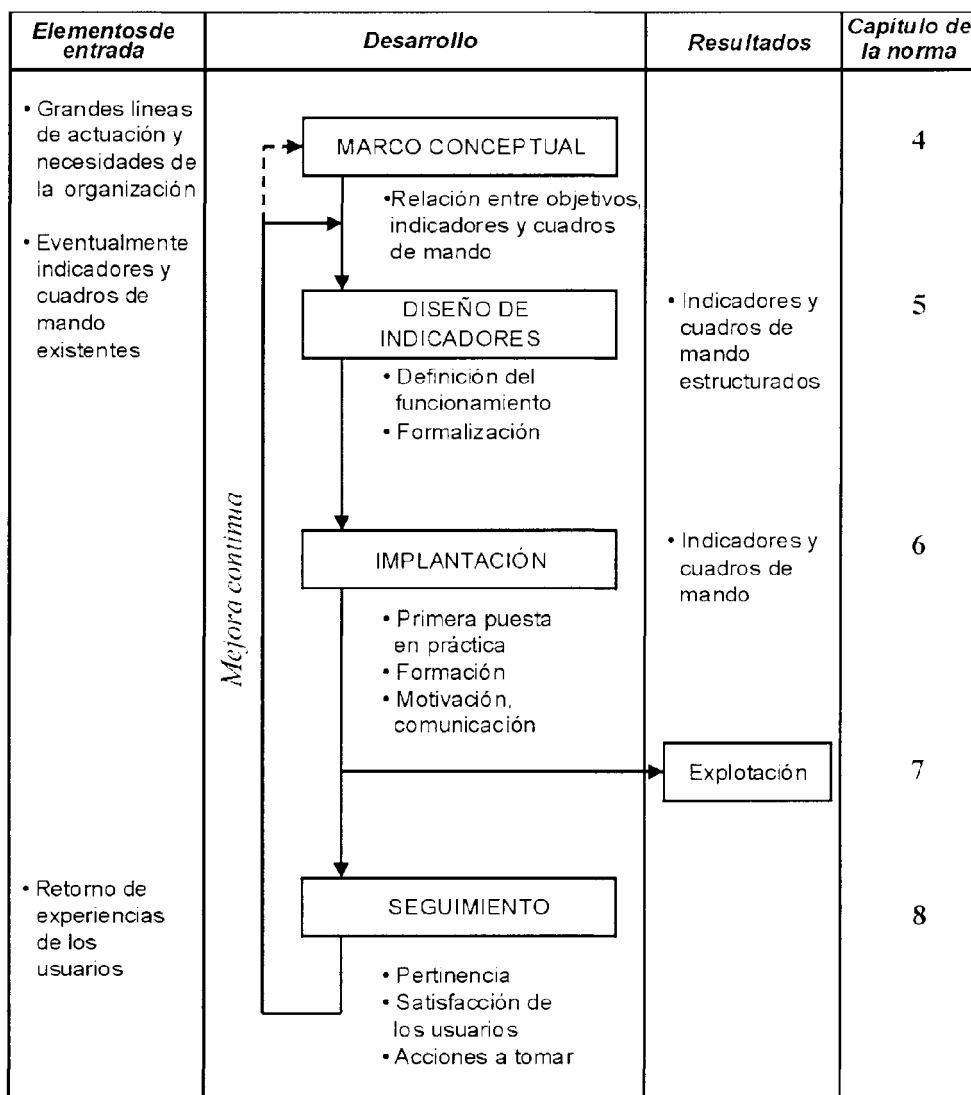 Elementos de
entrada
Desarrollo
Resultados
Capítulo de
la norma
• Grandes líneas
de actuación y
necesidades de
la organización
• Eventualmente
indicadores y
cuadros de
mando
existentes
MARCO CONCEPTUAL
•Relación entre objetivos,
indicadores y cuadros
de mando
4
DISEÑO DE
INDICADORES
• Definición del
funcionamiento
• Formalización
• Indicadores y
cuadros de
mando
estructurados
5
Mejora continua
IMPLANTACIÓN
• Primera puesta
en práctica
• Formación
• Motivación,
comunicación
• Indicadores y
cuadros de
mando
6
Explotación
7
• Retorno de
experiencias
de los
usuarios
SEGUIMIENTO
• Pertinencia
• Satisfacción de
los usuarios
• Acciones a tomar
8